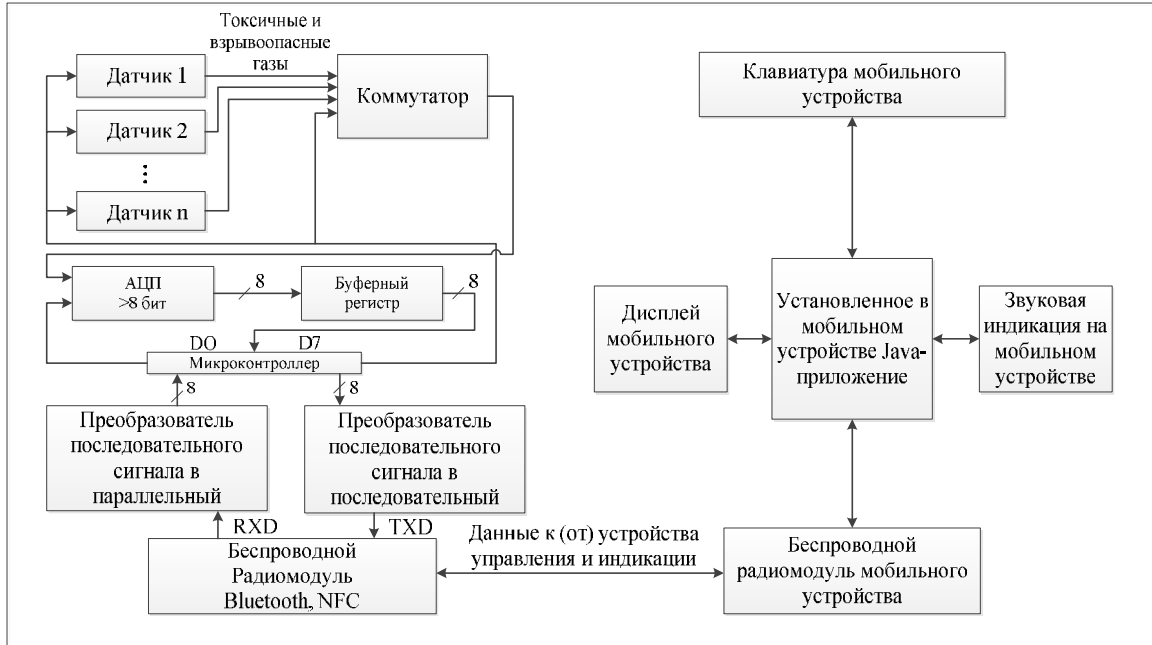 Токсичные и
взрывоопасные
газы
Датчик 1
Датчик 2
...
Датчик n
Коммутатор
АЦП
>8 бит
8
Буферный
регистр
8
D0
D7
Микроконтроллер
8
8
Преобразователь
последовательного
сигнала в
параллельный
Преобразователь
последовательного
сигнала в
последовательный
RXD
TXD
Беспроводной
Радиомодуль
Bluetooth, NFC
Данные к (от) устройства
управления и индикации
Клавиатура мобильного
устройства
Дисплей
мобильного
устройства
Установленное в
мобильном
устройстве Java-
приложение
Звуковая
индикация на
мобильном
устройстве
Беспроводной
радиомодуль мобильного
устройства